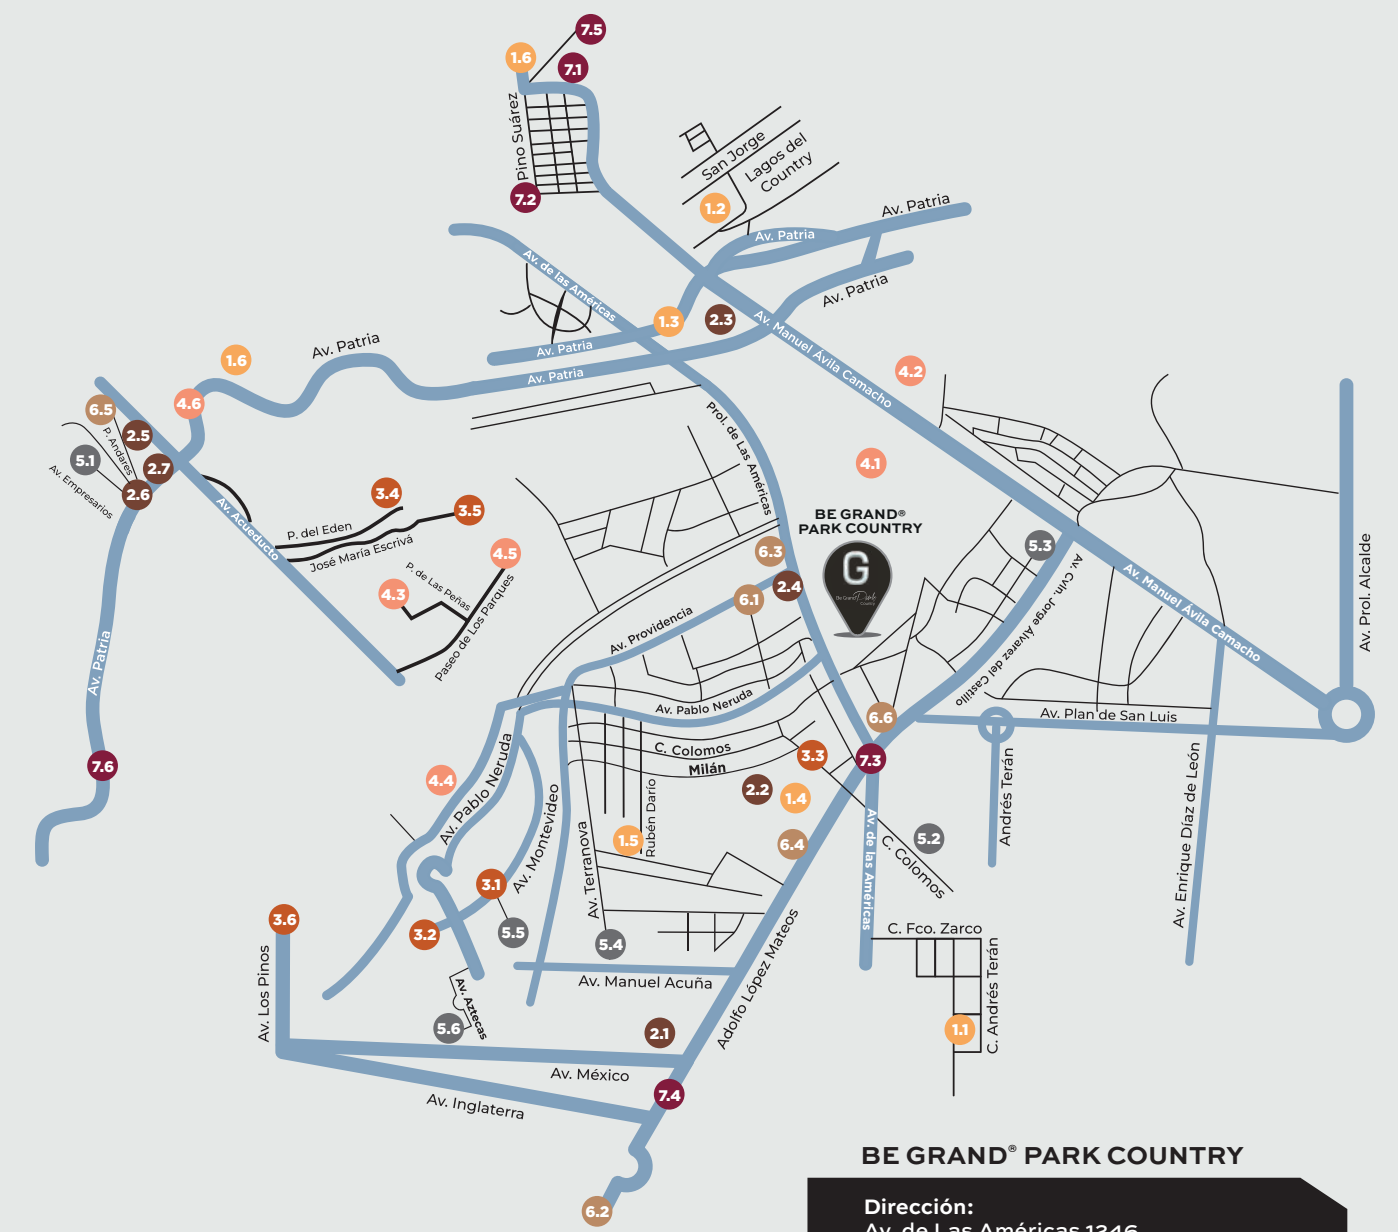 7.5
1.6
7.1
Pino Suárez
7.2
San Jorge
Lagos del
Country
1.2
Av. Patria
Av. Patria
Av. Patria
Av. de las Américas
1.3
2.3
Av. Manuel Ávila Camacho
Av. Patria
Av. Patria
Av. Patria
1.6
4.2
4.6
6.5
2.5
P. Andares
5.1
2.7
Av. Empresarios
2.6
Av. Acueducto
Prol. de Las Américas
4.1
3.4
3.5
P. del Eden
José María Escrivá
BE GRAND®
PARK COUNTRY
G
4.5
P. de Las Peñas
4.3
Paseo de Los Parques
6.3
2.4
6.1
5.3
Av. Cvln. Jorge Álvarez del Castillo
Av. Manuel Ávila Camacho
Av. Prol. Alcalde
Av. Providencia
Av. Patria
Av. Pablo Neruda
6.6
Av. Plan de San Luis
C. Colomos
Milán
3.3
7.3
7.6
4.4
Av. Pablo Neruda
Av. Montevideo
2.2
1.4
Rubén Darío
1.5
6.4
Av. de las Américas
5.2
C. Colomos
Andrés Terán
Av. Enrique Díaz de León
Av. Terranova
3.1
3.2
5.5
5.4
3.6
Av. Los Pinos
C. Fco. Zarco
C. Andrés Terán
1.1
Av. Manuel Acuña
Adolfo López Mateos
Av. Aztecas
5.6
2.1
Av. México
7.4
Av. Inglaterra
6.2
BE GRAND® PARK COUNTRY
Dirección:
Av. de Las Américas 1346